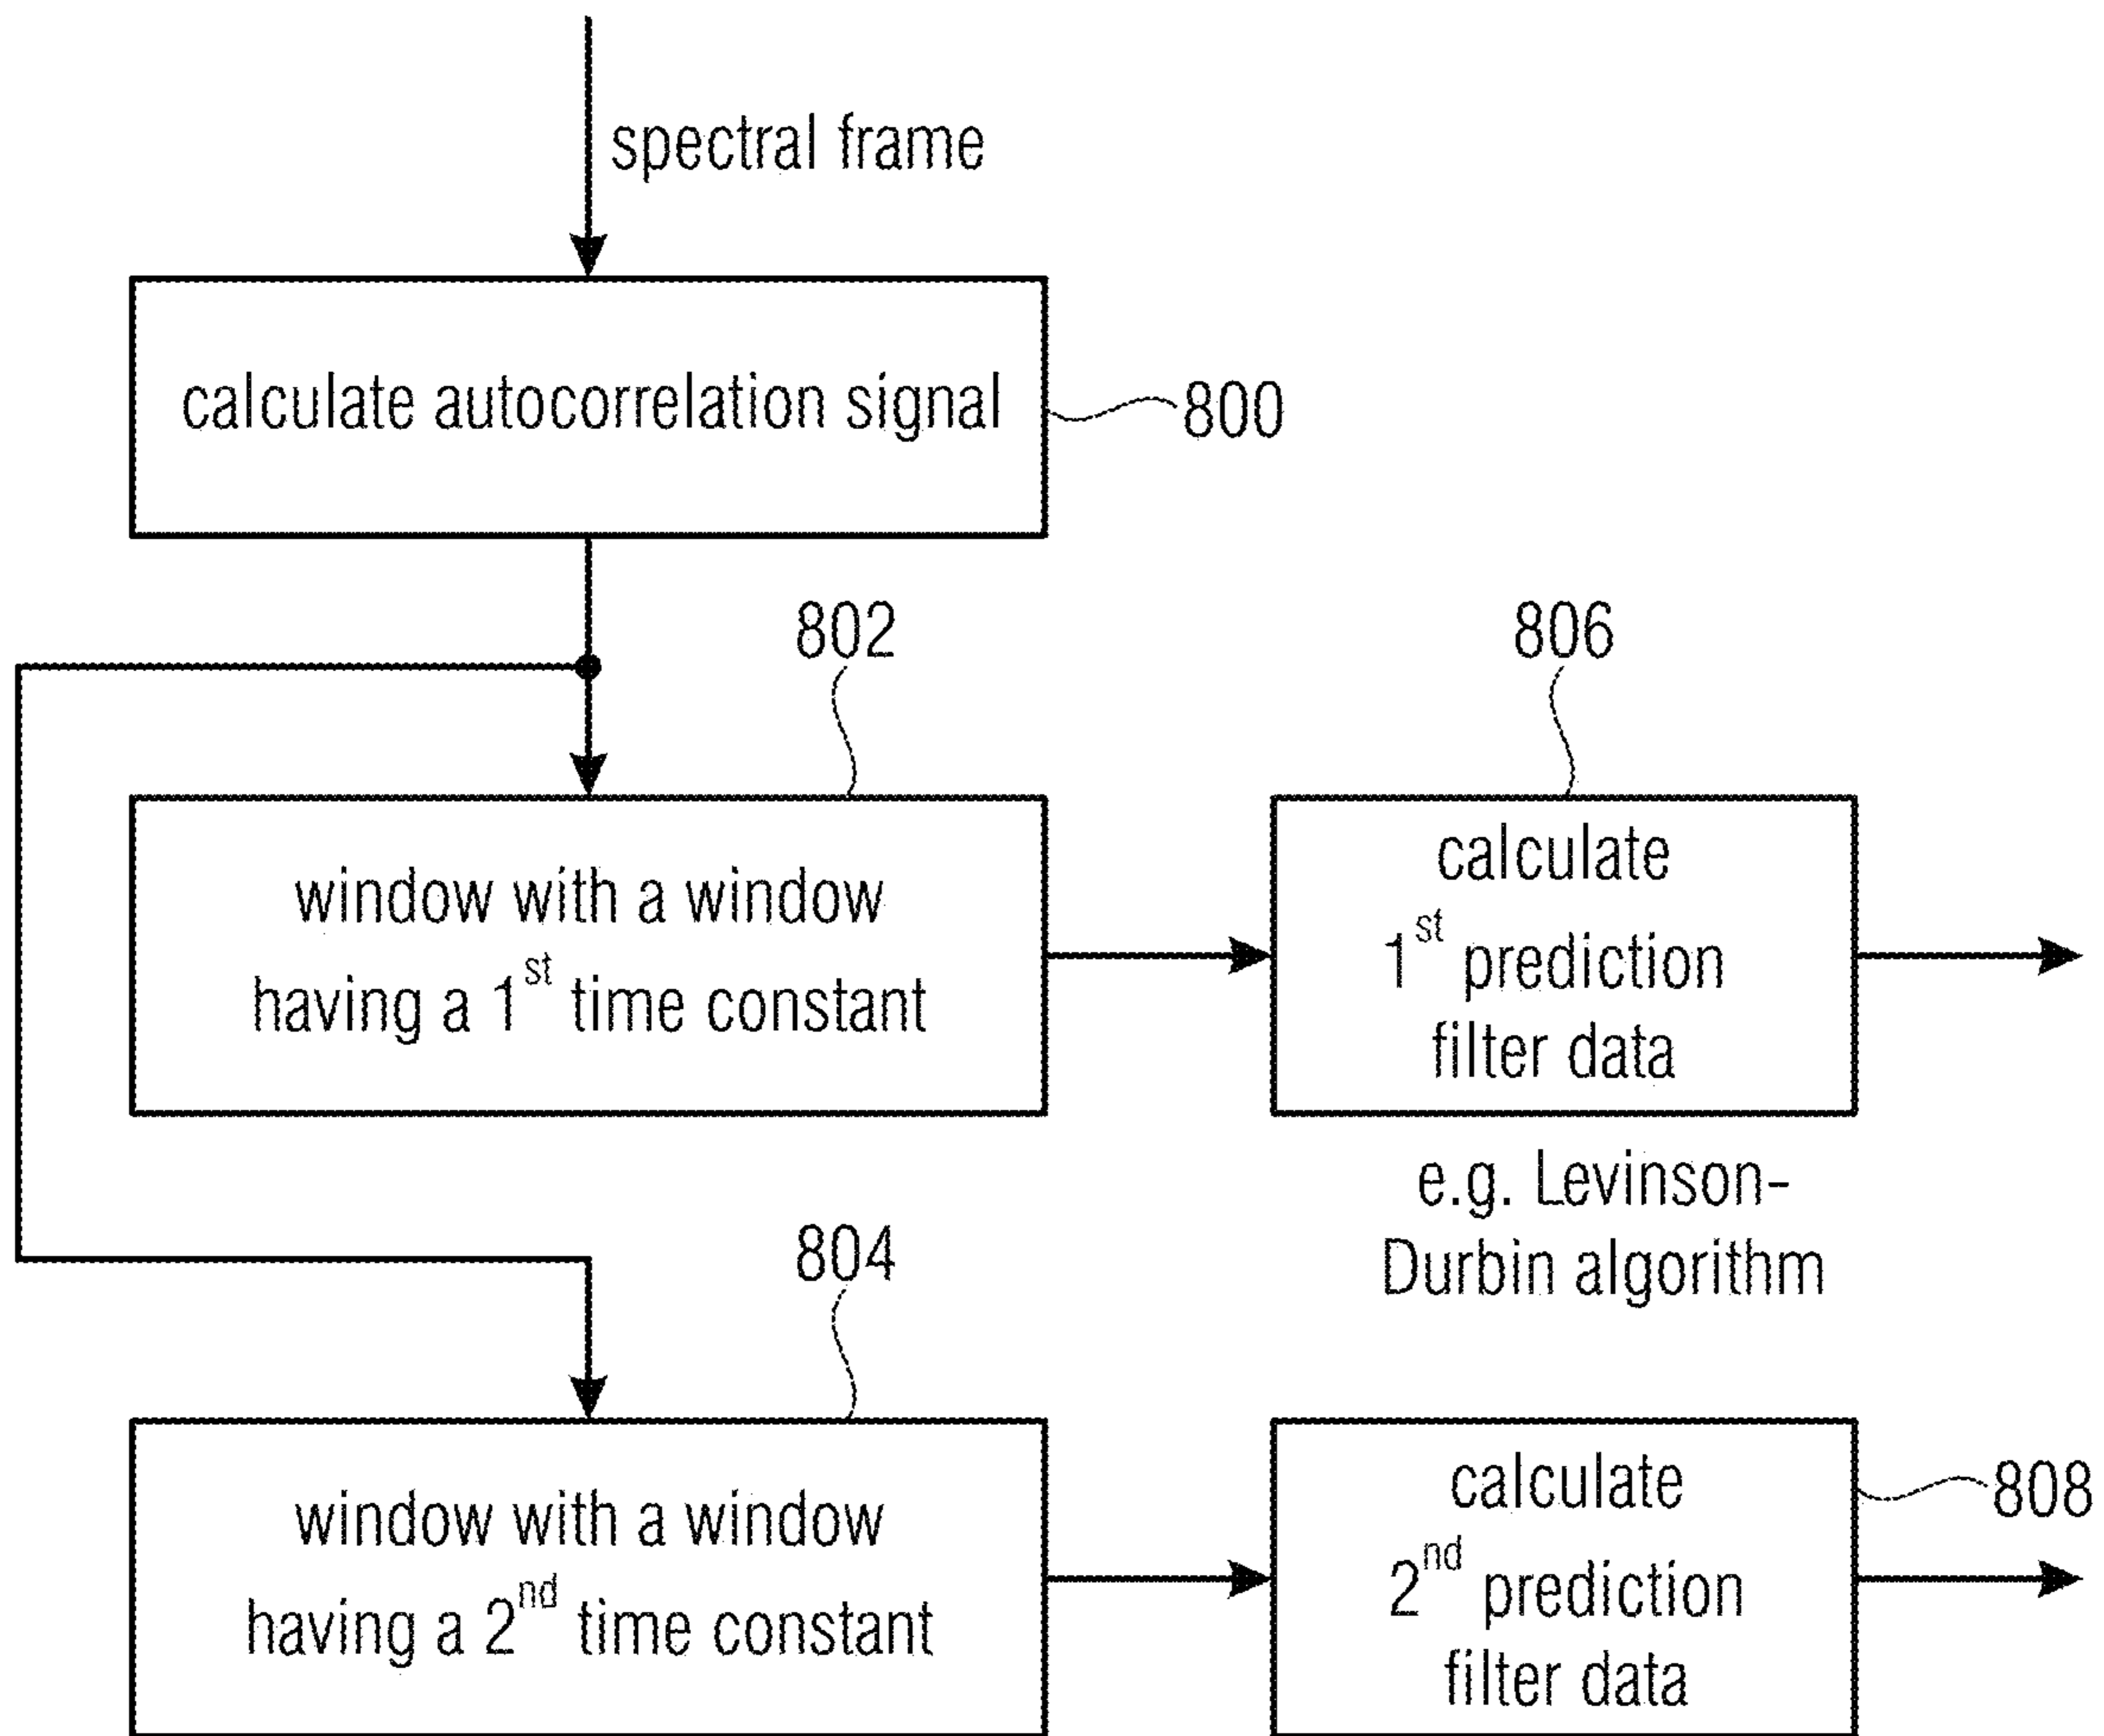 spectral frame
calculate autocorrelation signal
800
802
806
window with a window
having a 1st time constant
calculate
1st prediction
filter data
e.g. Levinson-
Durbin algorithm
804
window with a window
having a 2nd time constant
calculate
2nd prediction
filter data
808